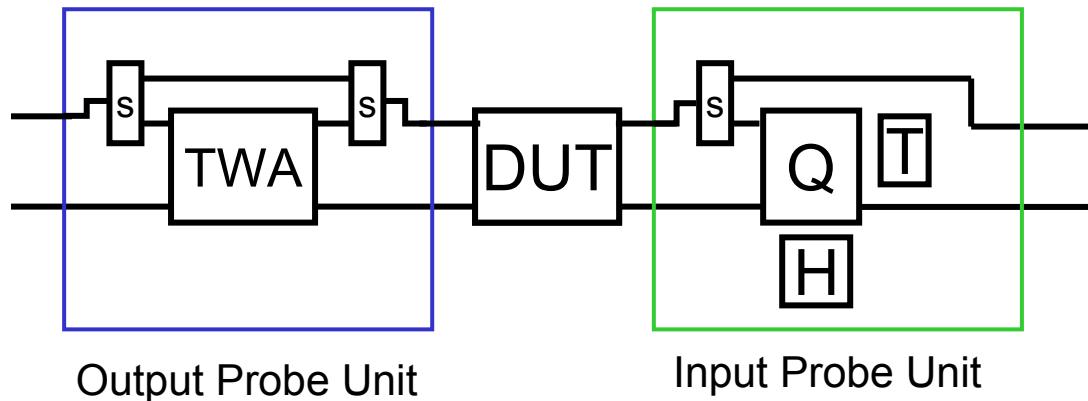 s
s
s
TWA
DUT
Q
T
H
Output Probe Unit
Input Probe Unit